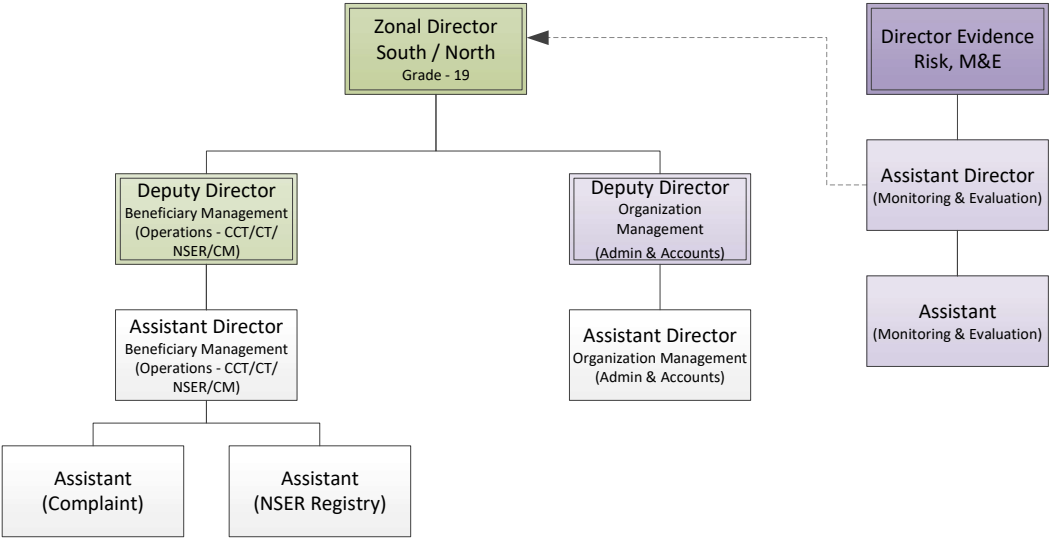 Zonal Director
South / North
Grade - 19
Director Evidence
Risk, M&E
Assistant Director
(Monitoring & Evaluation)
Deputy Director
Beneficiary Management
(Operations - CCT/CT/
NSER/CM)
Deputy Director
Organization
Management
(Admin & Accounts)
Assistant
(Monitoring & Evaluation)
Assistant Director
Beneficiary Management
(Operations - CCT/CT/
NSER/CM)
Assistant Director
Organization Management
(Admin & Accounts)
Assistant
(Complaint)
Assistant
(NSER Registry)